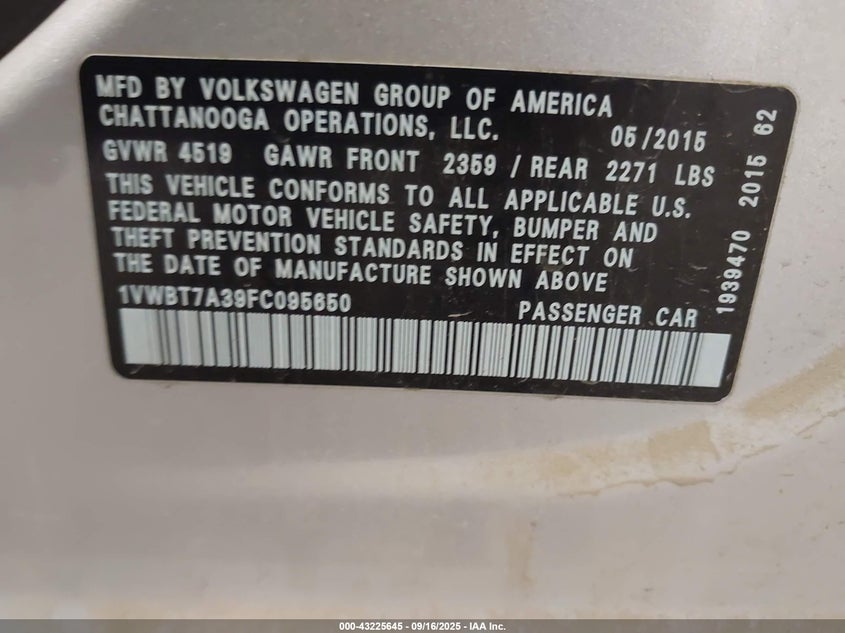 MFD BY VOLKSWAGEN GROUP OF AMERICA
CHATTANOOGA OPERATIONS, LLC. 05/2015
GVWR 4519 GAWR FRONT 2359 / REAR 2271 LBS
THIS VEHICLE CONFORMS TO ALL APPLICABLE U.S.
FEDERAL MOTOR VEHICLE SAFETY, BUMPER AND
THEFT PREVENTION STANDARDS IN EFFECT ON
THE DATE OF MANUFACTURE SHOWN ABOVE
1VWBT7A39FC095650 PASSENGER CAR
1939470 2015 62
000-43225645 - 09/16/2025 - IAA Inc.